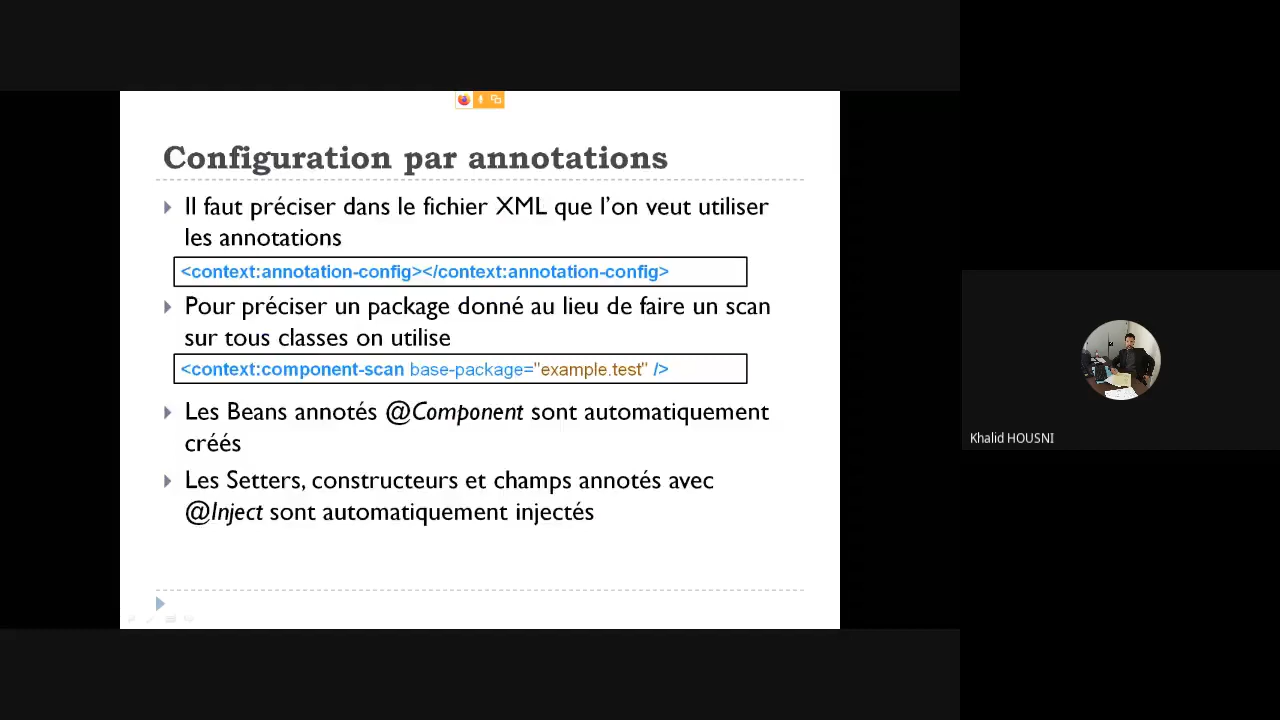 Configuration par annotations
Il faut préciser dans le fichier XML que l’on veut utiliser
les annotations
<context:annotation-config></context:annotation-config>
Pour préciser un package donné au lieu de faire un scan
sur tous classes on utilise
<context:component-scan base-package="example.test" />
Les Beans annotés @Component sont automatiquement
créés
Les Setters, constructeurs et champs annotés avec
@Inject sont automatiquement injectés
Khalid HOUSNI